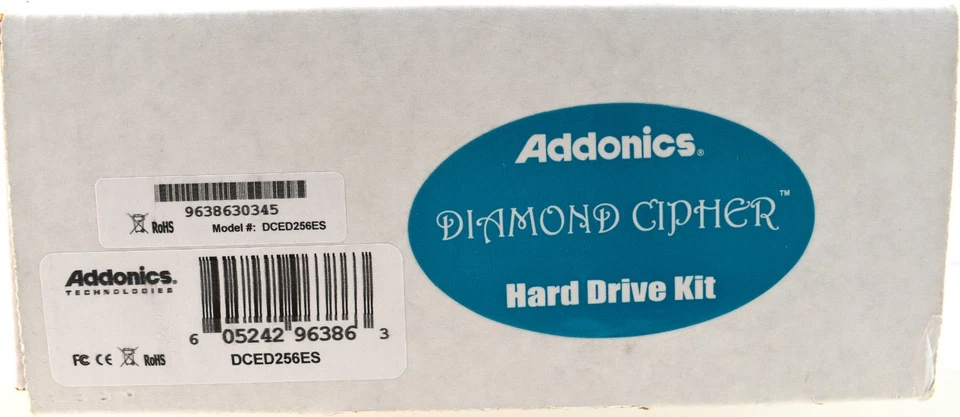 Addonics®
DIAMOND CIPHER™
Hard Drive Kit
9638630345
RoHS Model #: DCED256ES
Addonics.
TECHNOLOGIES
6 05242 96386 3
FC CE RoHS DCED256ES